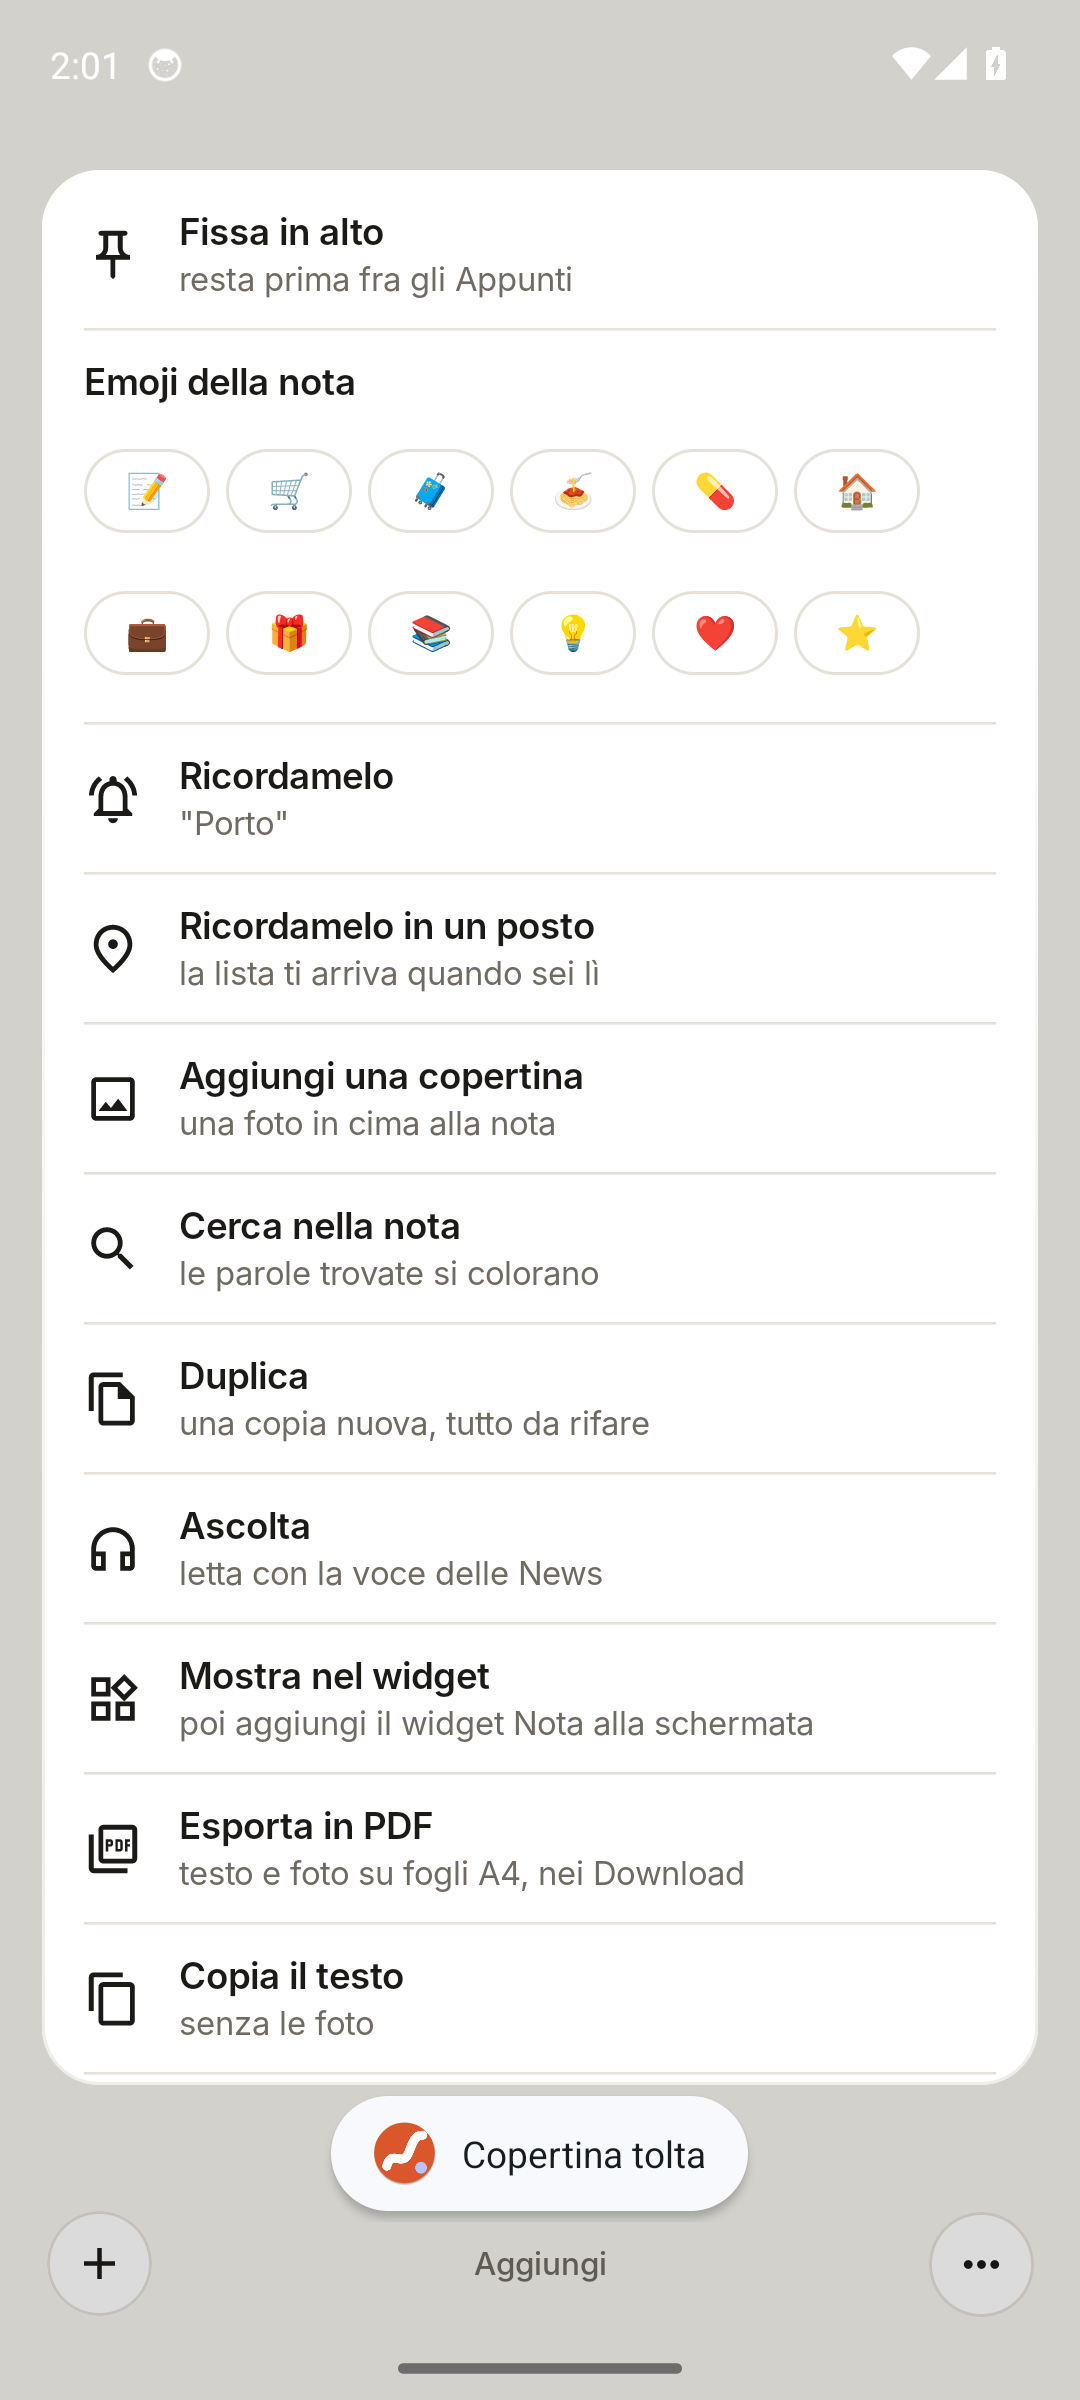 2:01
Fissa in alto
resta prima fra gli Appunti
Emoji della nota
Ricordamelo
"Porto"
Ricordamelo in un posto
la lista ti arriva quando sei lì
Aggiungi una copertina
una foto in cima alla nota
Cerca nella nota
le parole trovate si colorano
Duplica
una copia nuova, tutto da rifare
Ascolta
letta con la voce delle News
Mostra nel widget
poi aggiungi il widget Nota alla schermata
PDF
Esporta in PDF
testo e foto su fogli A4, nei Download
Copia il testo
senza le foto
Copertina tolta
Aggiungi